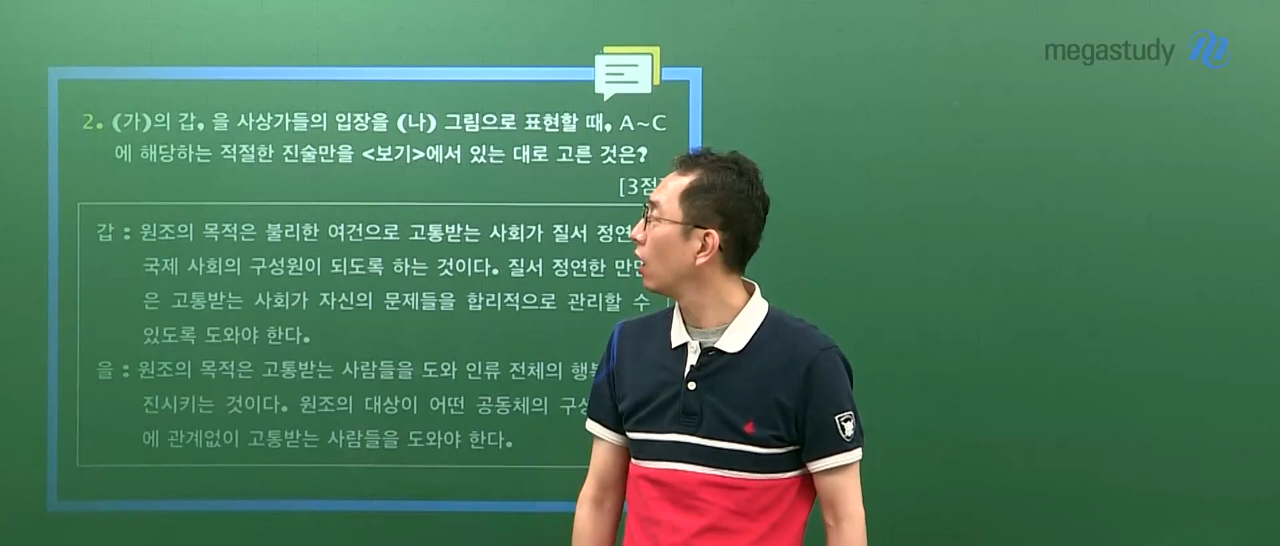 megastudy
2. (가)의 갑, 을 사상가들의 입장을 (나) 그림으로 표현할 때, A~C
에 해당하는 적절한 진술만을 <보기>에서 있는 대로 고른 것은?
[3점
갑 : 원조의 목적은 불리한 여건으로 고통받는 사회가 질서
국제 사회의 구성원이 되도록 하는 것이다. 질서 정연한
은 고통받는 사회가 자신의 문제들을 합리적으로 관리할 수
있도록 도와야 한다.
을 : 원조의 목적은 고통받는 사람들을 도와 인류 전체의
진시키는 것이다. 원조의 대상이 어떤 공동체의
에 관계없이 고통받는 사람들을 도와야 한다.